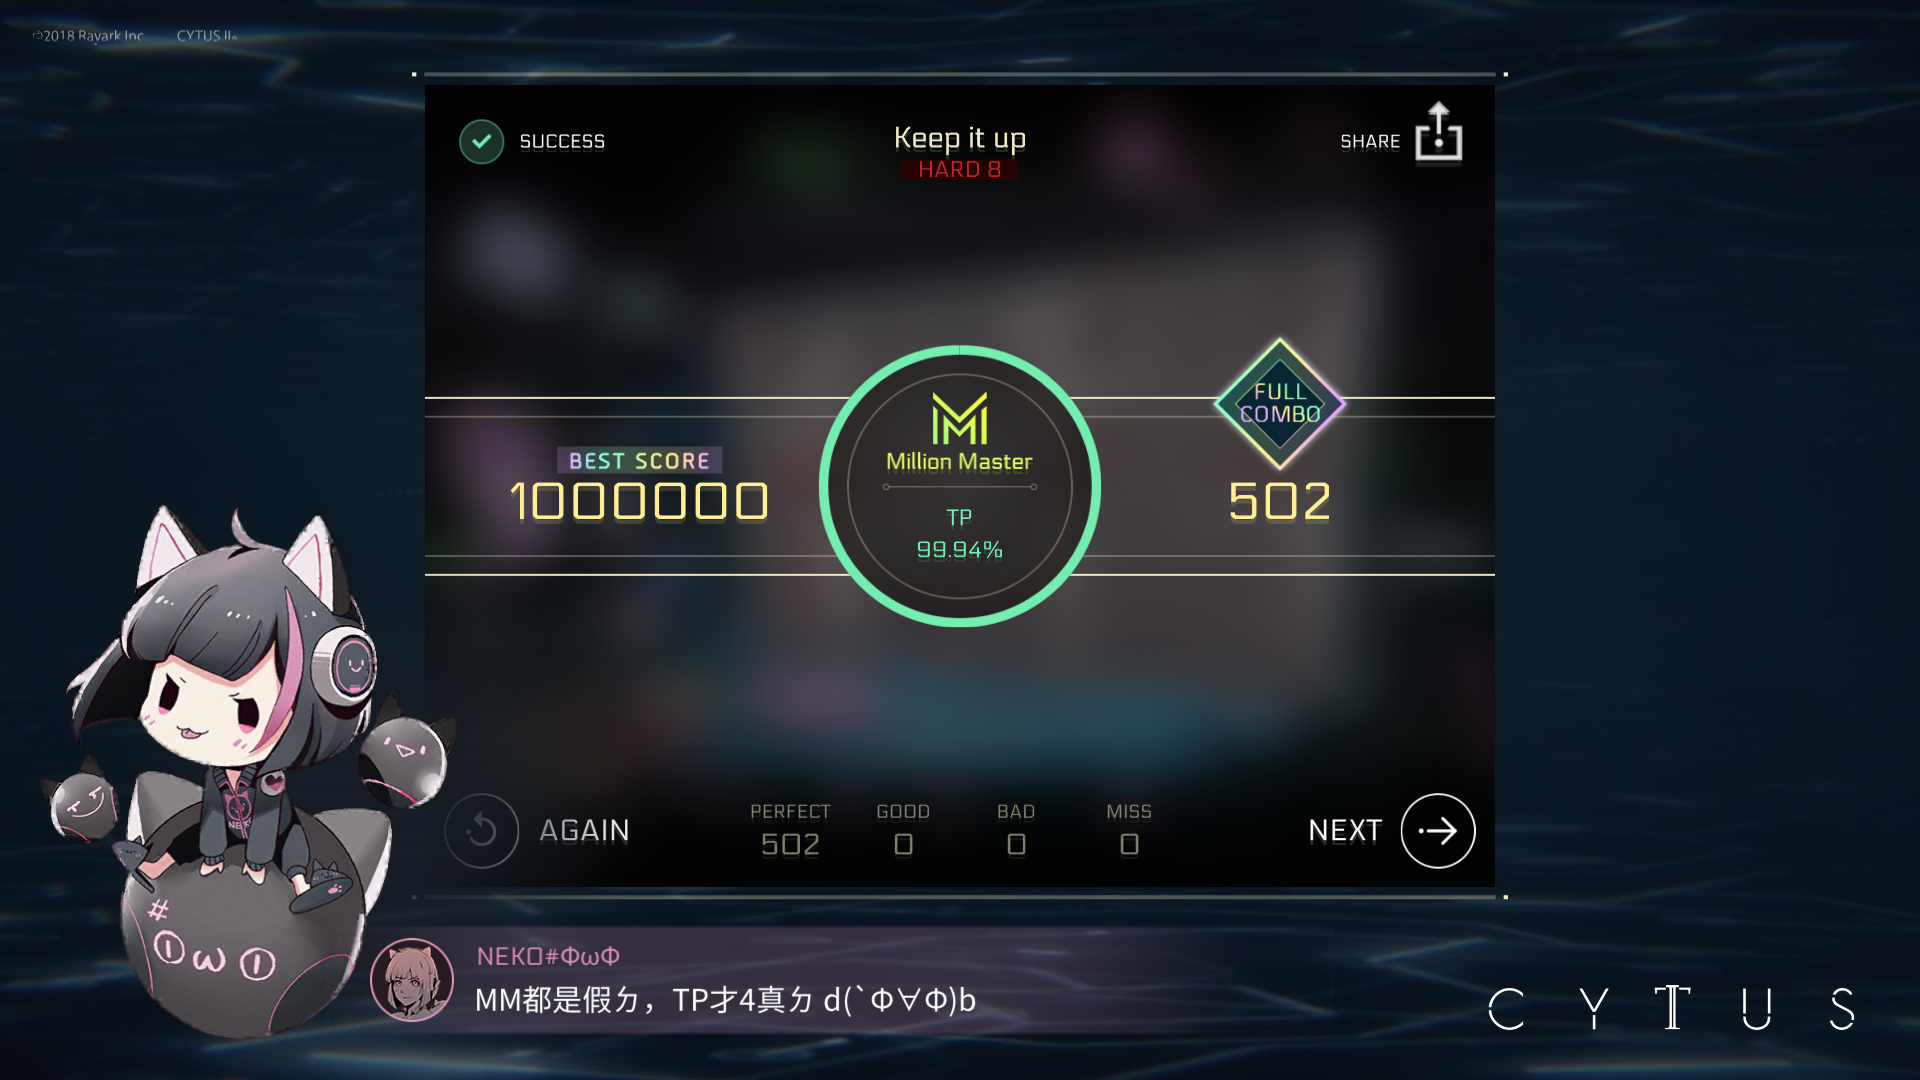 ©2018 Rayark Inc. CYTUS II
SUCCESS
Keep it up
HARD 8
SHARE
FULL
COMBO
Million Master
BEST SCORE
1000000
502
TP
99.94%
AGAIN
PERFECT GOOD BAD MISS
502 0 0 0
NEXT
NEKO#ΦωΦ
MM都是假ㄉ，TP才4真ㄉ d(`Φ∀Φ)b
CYTUS